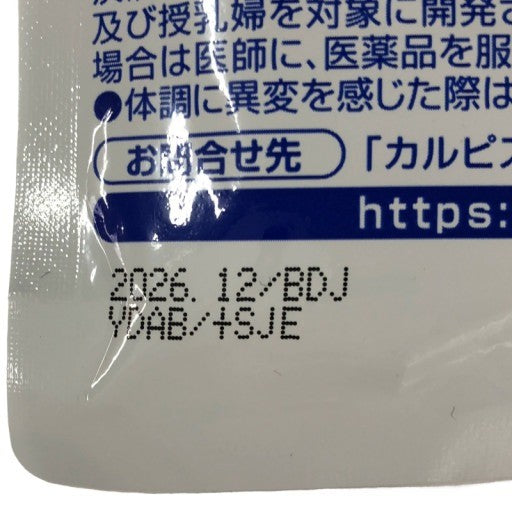 及び授乳婦を対象に開発
場合は医師に、医薬品を服
●体調に異変を感じた際は
お問合せ先 「カルピス
https:
2026.12/BDJ
YDAB/+SJE